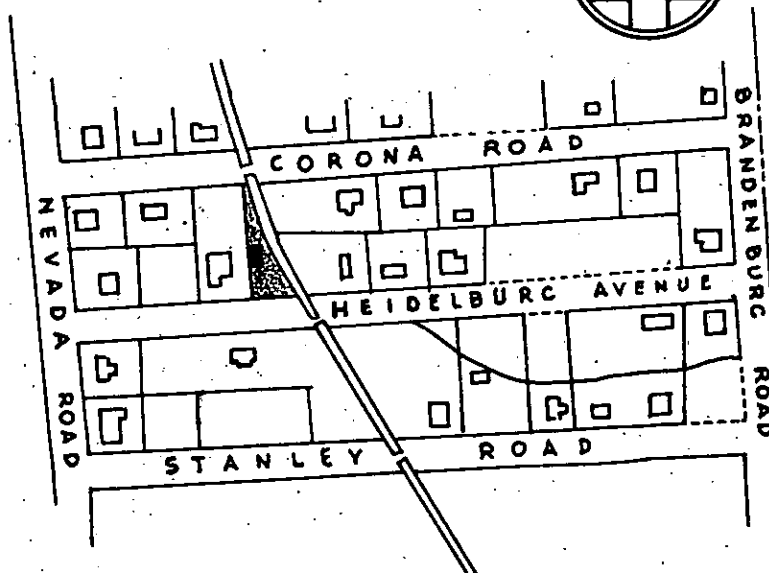 CORONA ROAD
NEVADA ROAD
BRANDENBURG ROAD
HEIDELBURG AVENUE
STANLEY ROAD